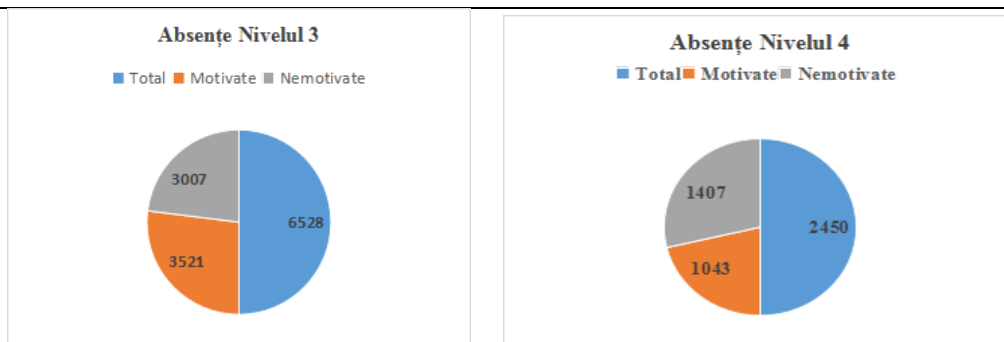 Absențe Nivelul 3
Total Motivate Nemotivate
3007
6528
3521
Absențe Nivelul 4
Total Motivate Nemotivate
1407
2450
1043